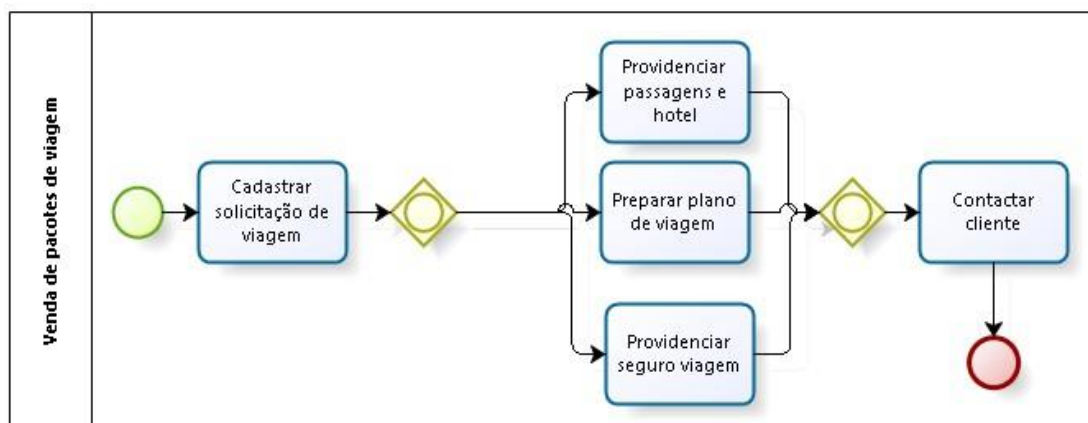 Venda de pacotes de viagem
Cadastrar
solicitação de
viagem
Providenciar
passagens e
hotel
Preparar plano
de viagem
Providenciar
seguro viagem
Contactar
cliente